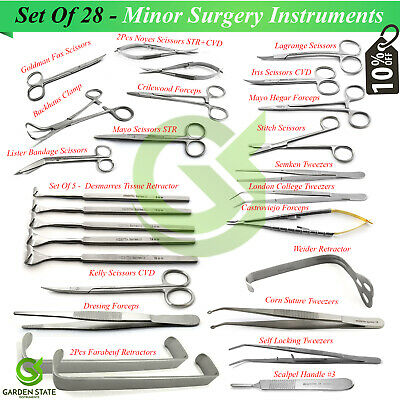 Set Of 28 - Minor Surgery Instruments
10%
OFF
2Pcs Noyes Scissors STR+CVD
Goldman Fox Scissors
Lagrange Scissors
Iris Scissors CVD
Backhaus Clamp
Crilewood Forceps
Mayo Hegar Forceps
Mayo Scissors STR
Stitch Scissors
Lister Bandage Scissors
Semken Tweezers
London College Tweezers
Set Of 5 - Desmarves Tissue Retractor
Castroviejo Forceps
Weider Retractor
Kelly Scissors CVD
Corn Suture Tweezers
Dresing Forceps
Self Locking Tweezers
2Pcs Farabeuf Retractors
Scalpel Handle #3
GARDEN STATE
INSTRUMENTS